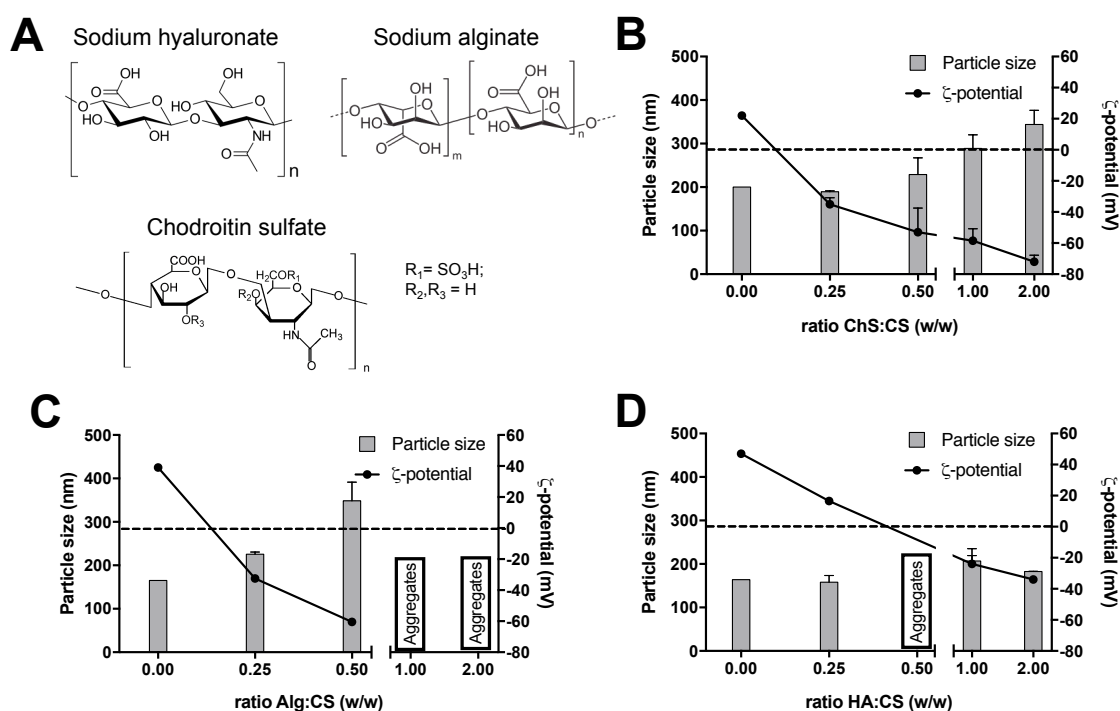 A
Sodium hyaluronate
Sodium alginate
OH
O
O
HO
OH
OH
HO
O
O
O
NH
O
n
O
OH
O
HO
O
OH
m
O
OH
OH
O
HO
O
n
Chodroitin sulfate
COOH
O
OH
OR3
O
H2COR1
R2O
O
O
HN
CH3
O
n
R1= SO3H;
R2,R3 = H
B
Particle size (nm)
500
400
300
200
100
0
Particle size
ζ-potential
60
40
20
0
-20
-40
-60
-80
ζ-potential (mV)
0.00 0.25 0.50 1.00 2.00
ratio ChS:CS (w/w)
C
Particle size (nm)
500
400
300
200
100
0
Particle size
ζ-potential
Aggregates
Aggregates
60
40
20
0
-20
-40
-60
-80
ζ-potential (mV)
0.00 0.25 0.50 1.00 2.00
ratio Alg:CS (w/w)
D
Particle size (nm)
500
400
300
200
100
0
Particle size
ζ-potential
Aggregates
60
40
20
0
-20
-40
-60
-80
ζ-potential (mV)
0.00 0.25 0.50 1.00 2.00
ratio HA:CS (w/w)